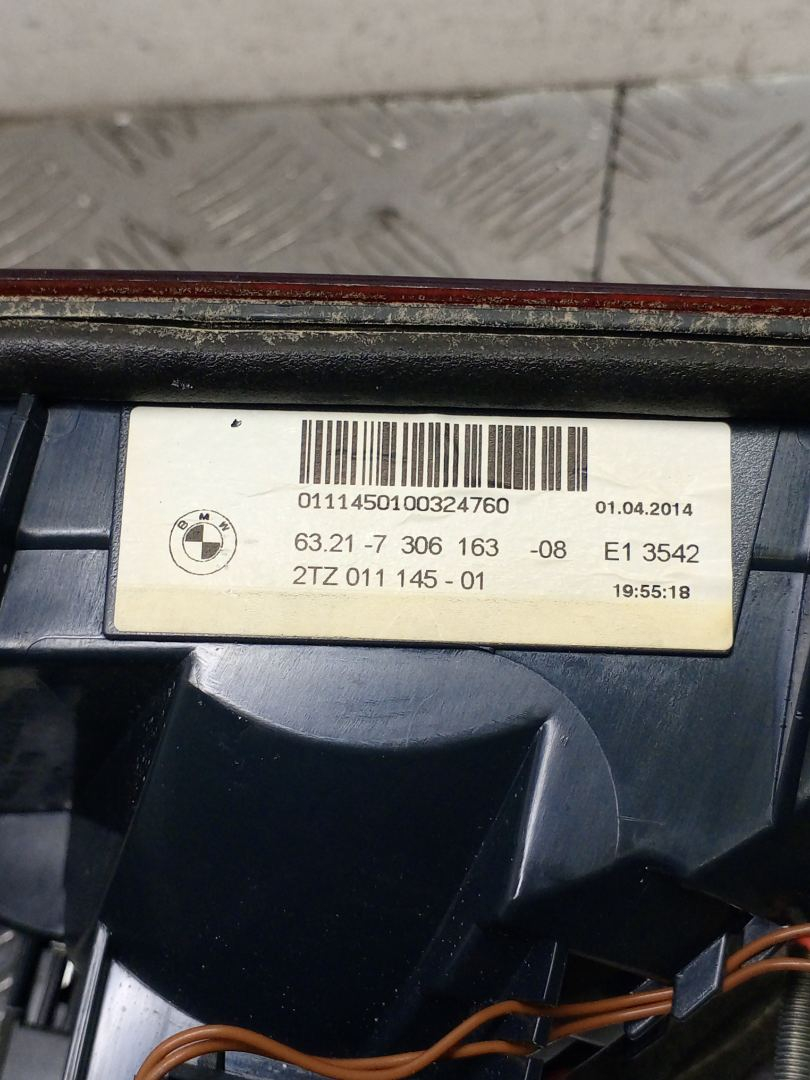 0111450100324760
01.04.2014
BMW
63.21 -7 306 163 -08 E1 3542
2TZ 011 145 - 01
19:55:18